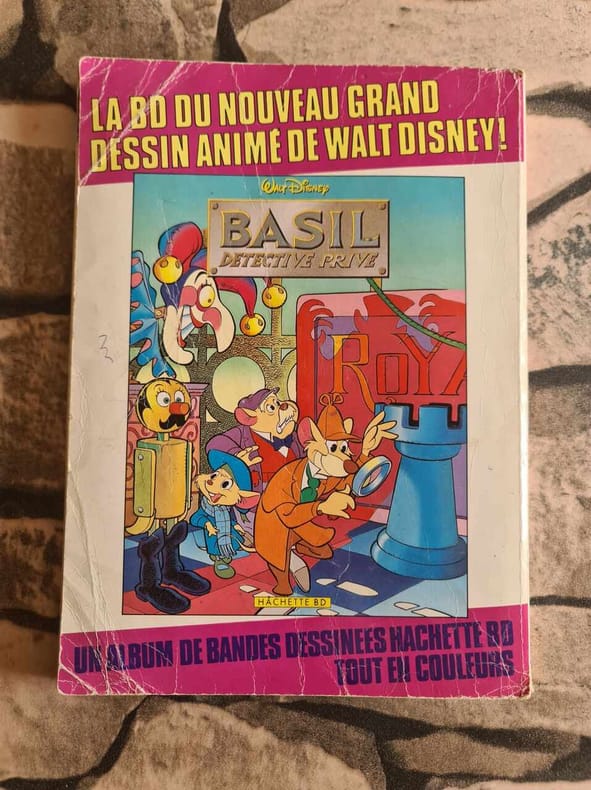 LA BD DU NOUVEAU GRAND
DESSIN ANIMÉ DE WALT DISNEY!
WALT DISNEY
BASIL
DETECTIVE PRIVE
ROYA
HACHETTE BD
UN ALBUM DE BANDES DESSINEES HACHETTE BD
TOUT EN COULEURS